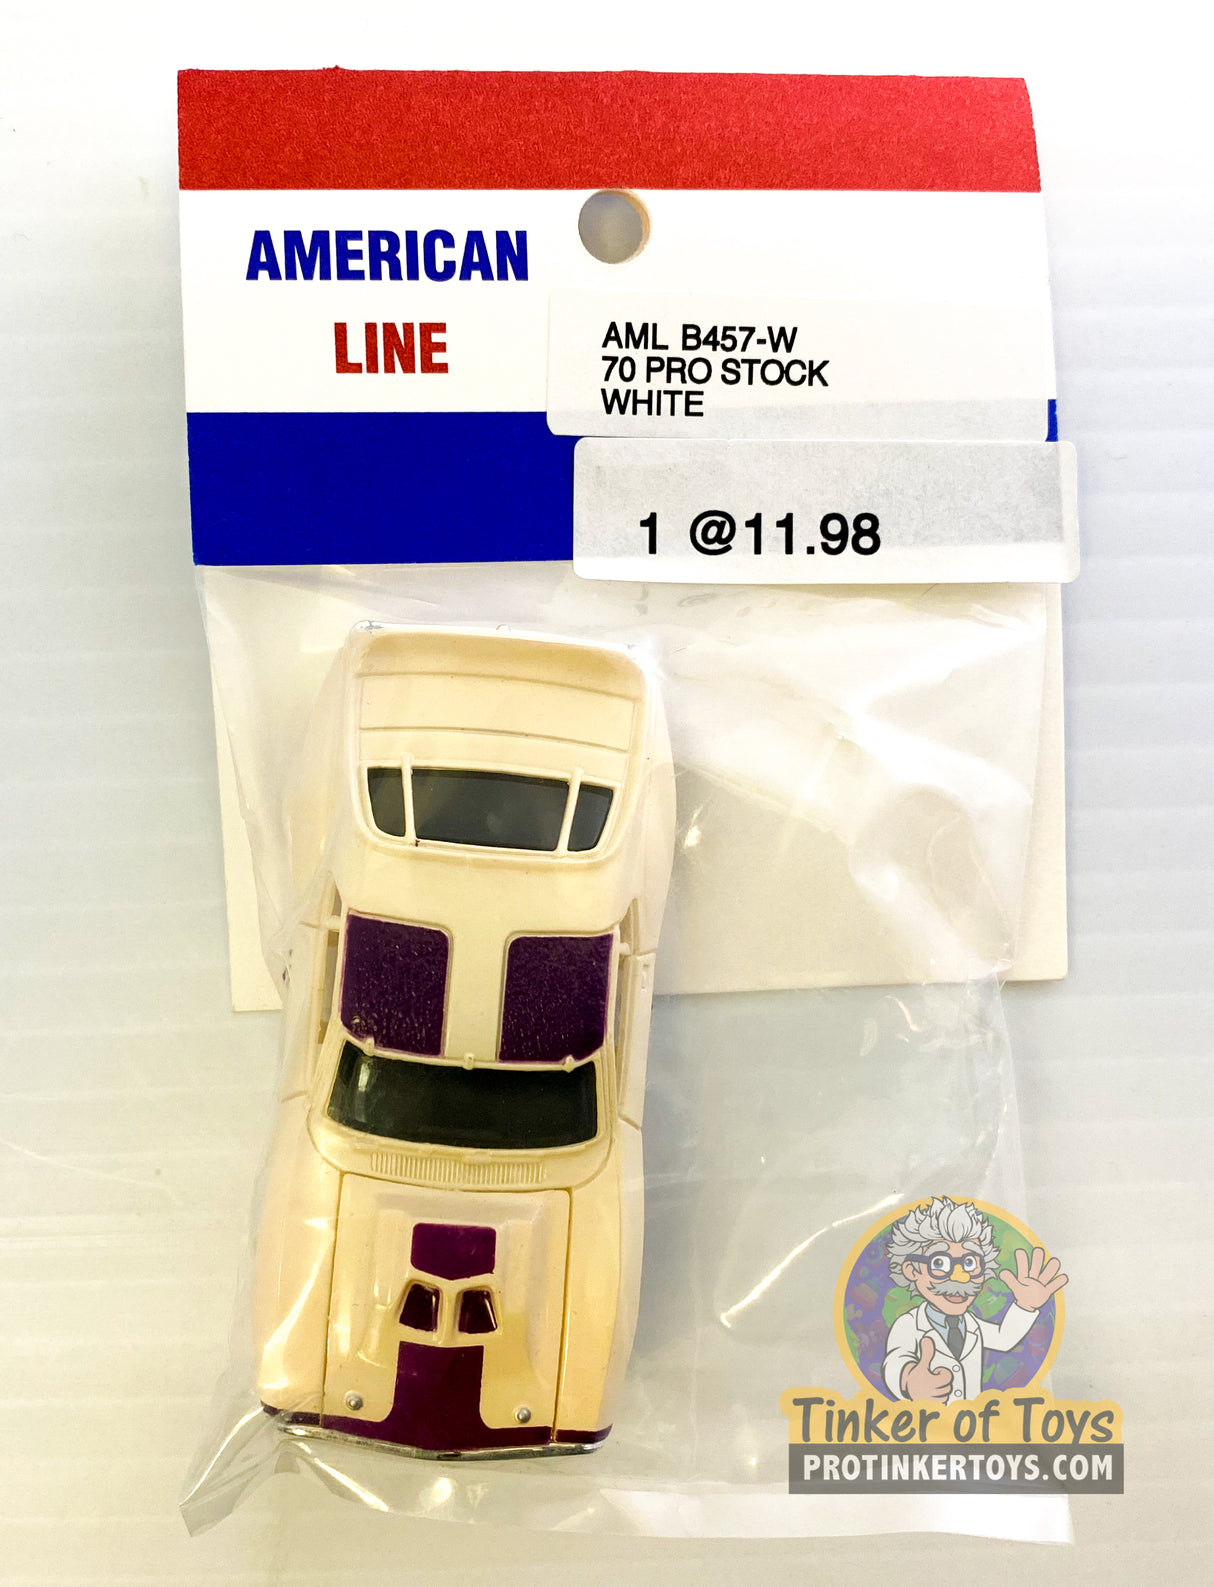 AMERICAN
LINE
AML B457-W
70 PRO STOCK
WHITE
1 @11.98
Tinker of Toys
PROTINKERTOYS.COM